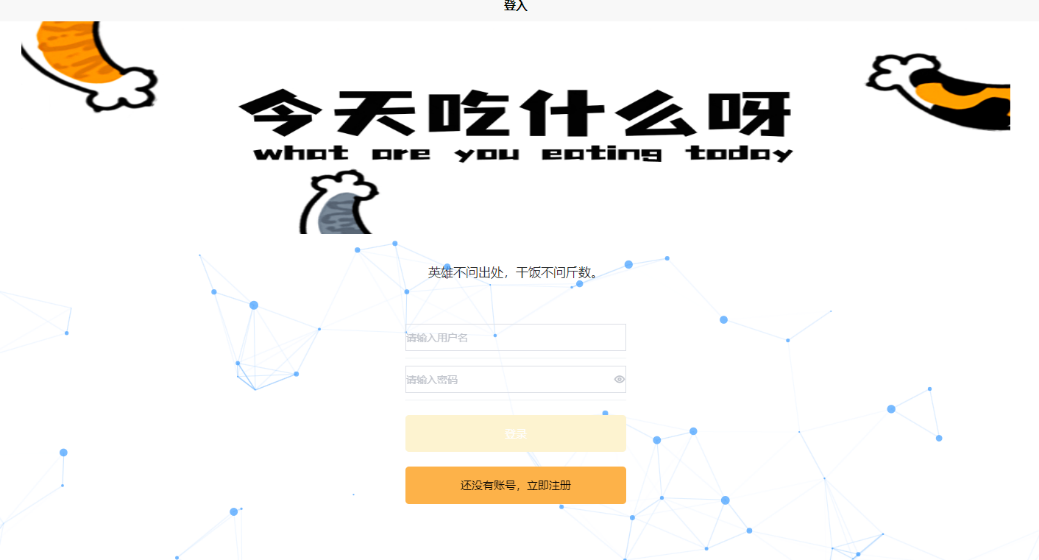 登入
今天吃什么呀
what are you eating today
英雄不问出处，干饭不问斤数。
请输入用户名
请输入密码
登录
还没有账号，立即注册